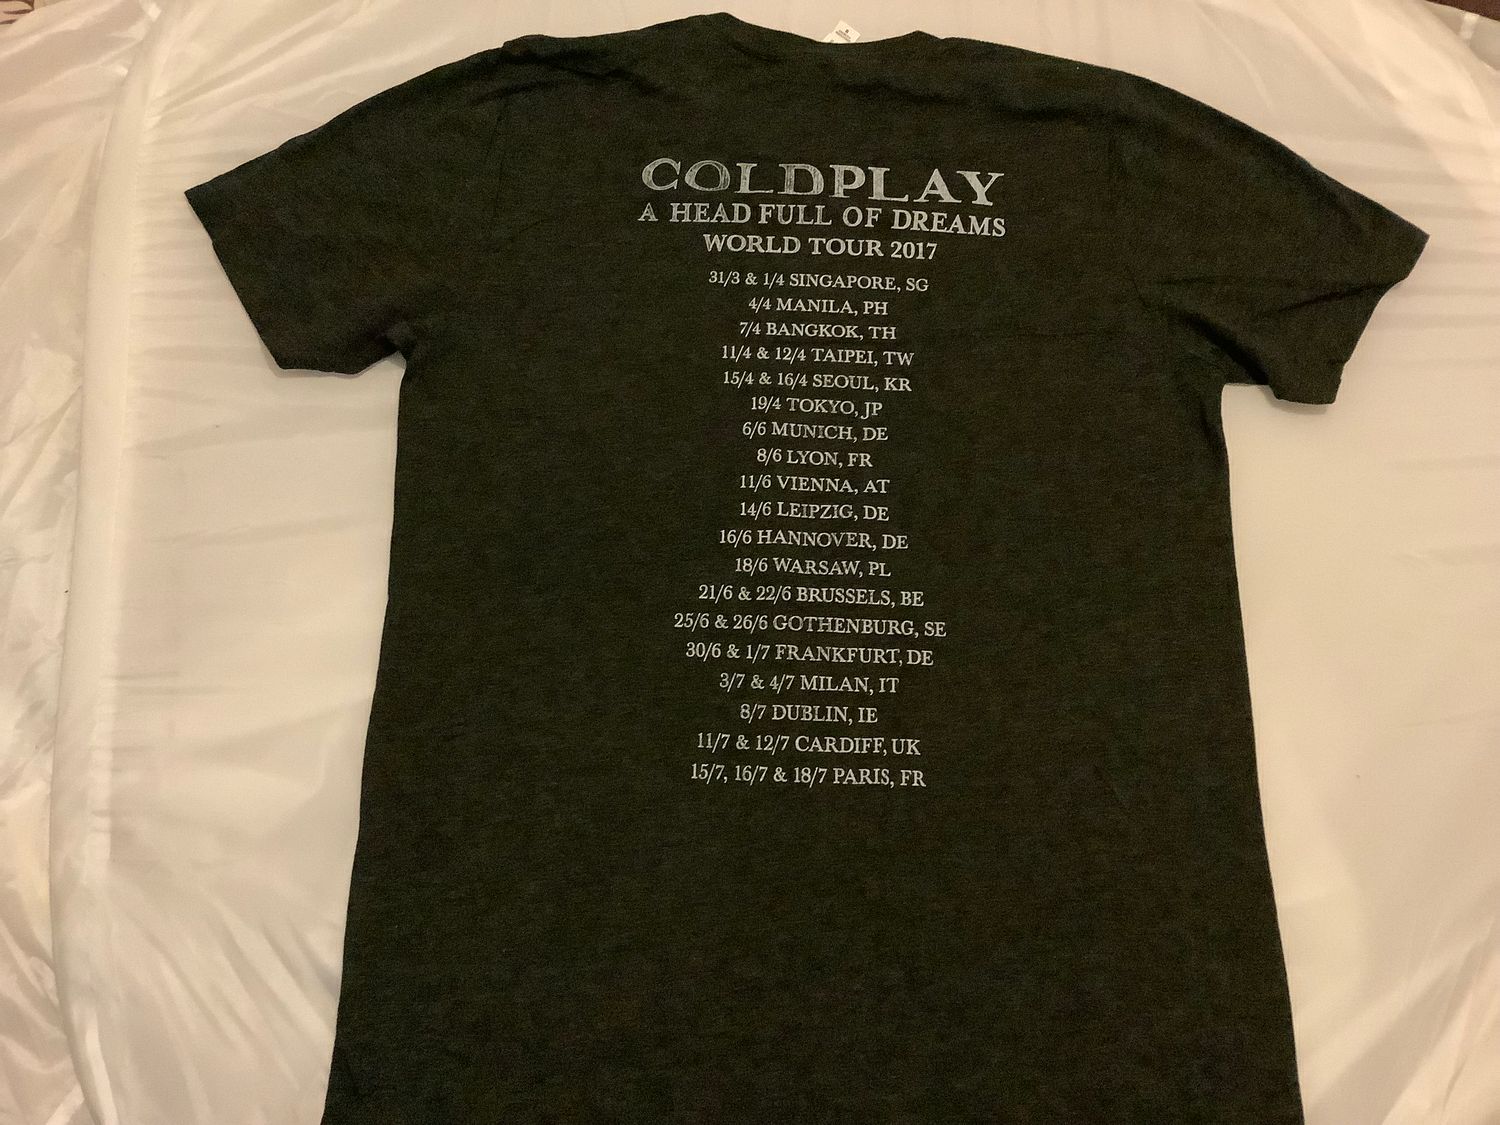 COLDPLAY
A HEAD FULL OF DREAMS
WORLD TOUR 2017
31/3 & 1/4 SINGAPORE, SG
4/4 MANILA, PH
7/4 BANGKOK, TH
11/4 & 12/4 TAIPEI, TW
15/4 & 16/4 SEOUL, KR
19/4 TOKYO, JP
6/6 MUNICH, DE
8/6 LYON, FR
11/6 VIENNA, AT
14/6 LEIPZIG, DE
16/6 HANNOVER, DE
18/6 WARSAW, PL
21/6 & 22/6 BRUSSELS, BE
25/6 & 26/6 GOTHENBURG, SE
30/6 & 1/7 FRANKFURT, DE
3/7 & 4/7 MILAN, IT
8/7 DUBLIN, IE
11/7 & 12/7 CARDIFF, UK
15/7, 16/7 & 18/7 PARIS, FR